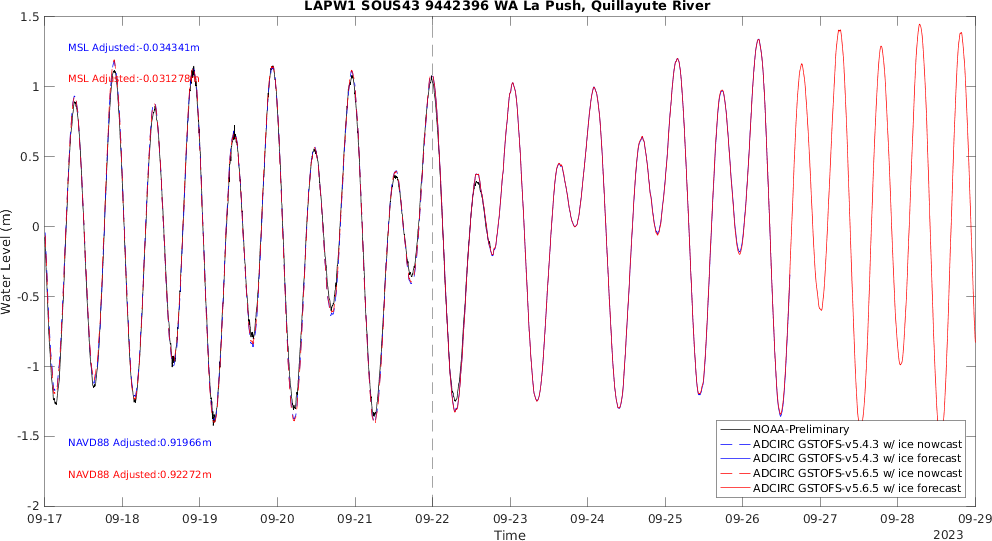 LAPW1 SOUS43 9442396 WA La Push, Quillayute River
1.5
1
0.5
0
-0.5
-1
-1.5
-2
Water Level (m)
MSL Adjusted:-0.034341m
MSL Adjusted:-0.031278m
NAVD88 Adjusted:0.91966m
NAVD88 Adjusted:0.92272m
NOAA-Preliminary
ADCIRC GSTOFS-v5.4.3 w/ ice nowcast
ADCIRC GSTOFS-v5.4.3 w/ ice forecast
ADCIRC GSTOFS-v5.6.5 w/ ice nowcast
ADCIRC GSTOFS-v5.6.5 w/ ice forecast
09-17 09-18 09-19 09-20 09-21 09-22 09-23 09-24 09-25 09-26 09-27 09-28 09-29
Time
2023